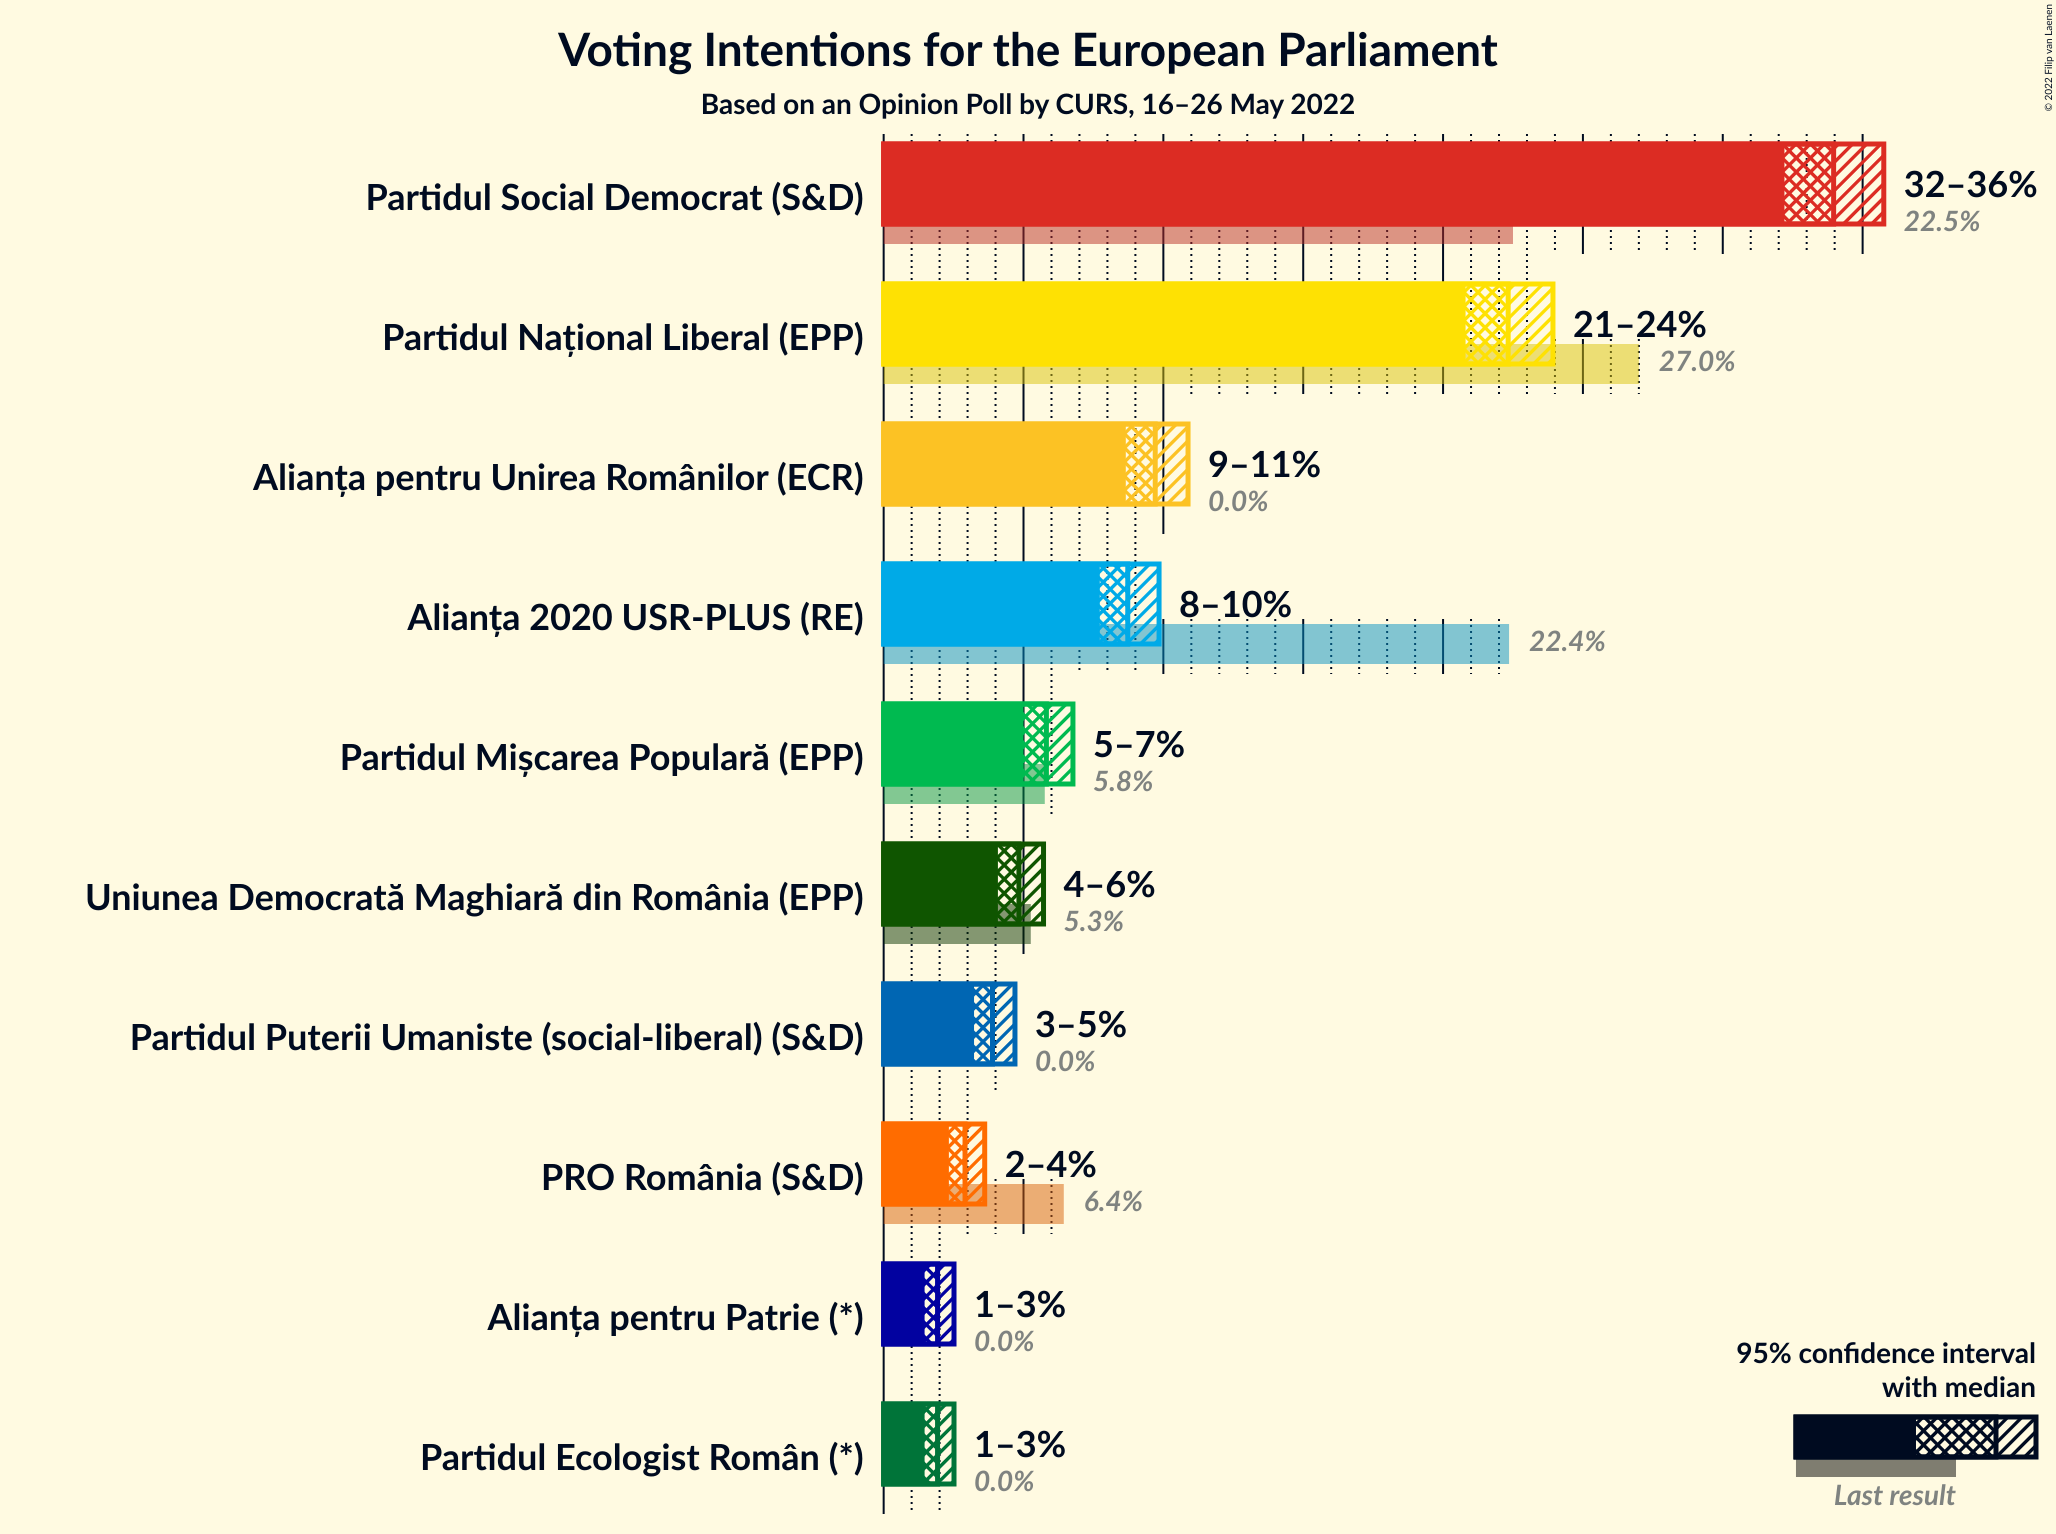 Voting Intentions for the European Parliament
Based on an Opinion Poll by CURS, 16–26 May 2022
© 2022 Filip van Laenen
Partidul Social Democrat (S&D)
32–36%
22.5%
Partidul Național Liberal (EPP)
21–24%
27.0%
Alianța pentru Unirea Românilor (ECR)
9–11%
0.0%
Alianța 2020 USR-PLUS (RE)
8–10%
22.4%
Partidul Mișcarea Populară (EPP)
5–7%
5.8%
Uniunea Democrată Maghiară din România (EPP)
4–6%
5.3%
Partidul Puterii Umaniste (social-liberal) (S&D)
3–5%
0.0%
PRO România (S&D)
2–4%
6.4%
Alianța pentru Patrie (*)
1–3%
0.0%
Partidul Ecologist Român (*)
1–3%
0.0%
95% confidence interval
with median
Last result